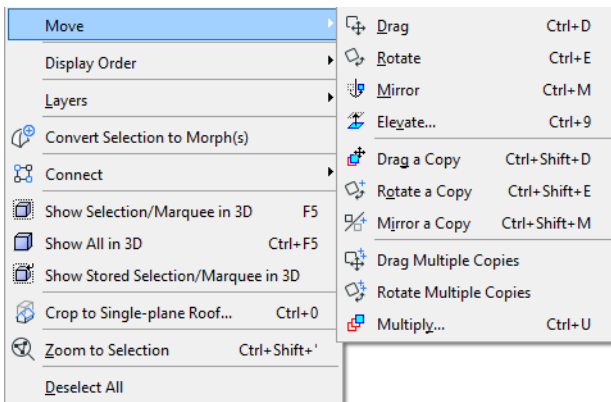 Move
Display Order
Layers
Convert Selection to Morph(s)
Connect
Show Selection/Marquee in 3D F5
Show All in 3D Ctrl+F5
Show Stored Selection/Marquee in 3D
Crop to Single-plane Roof... Ctrl+0
Zoom to Selection Ctrl+Shift+'
Deselect All
Drag Ctrl+D
Rotate Ctrl+E
Mirror Ctrl+M
Elevate... Ctrl+9
Drag a Copy Ctrl+Shift+D
Rotate a Copy Ctrl+Shift+E
Mirror a Copy Ctrl+Shift+M
Drag Multiple Copies
Rotate Multiple Copies
Multiply... Ctrl+U